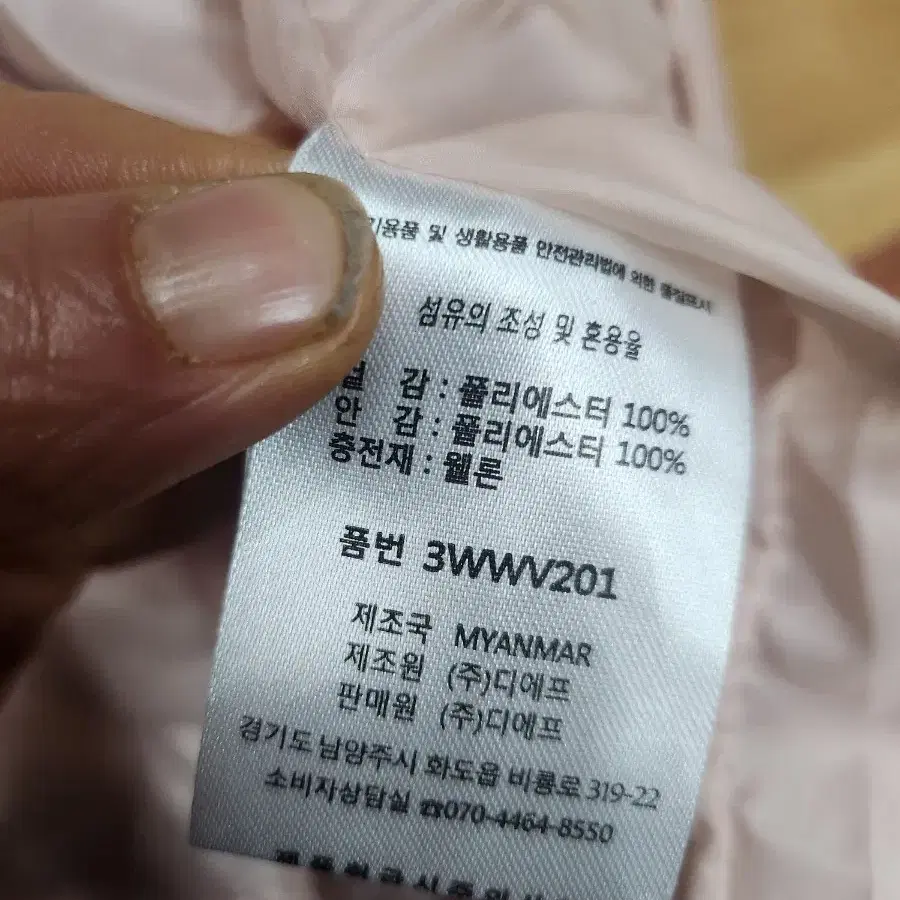 및 생활용품 안전관리법에 의한 품질표시
섬유의 조성 및 혼용율
감 : 폴리에스터 100%
안 감 : 폴리에스터 100%
충전재 : 웰론
품번 3WWV201
제조국 MYANMAR
제조원 (주)디에프
판매원 (주)디에프
경기도 남양주시 화도읍 비룡로 319-22
소비자상담실 ☎070-4464-8550